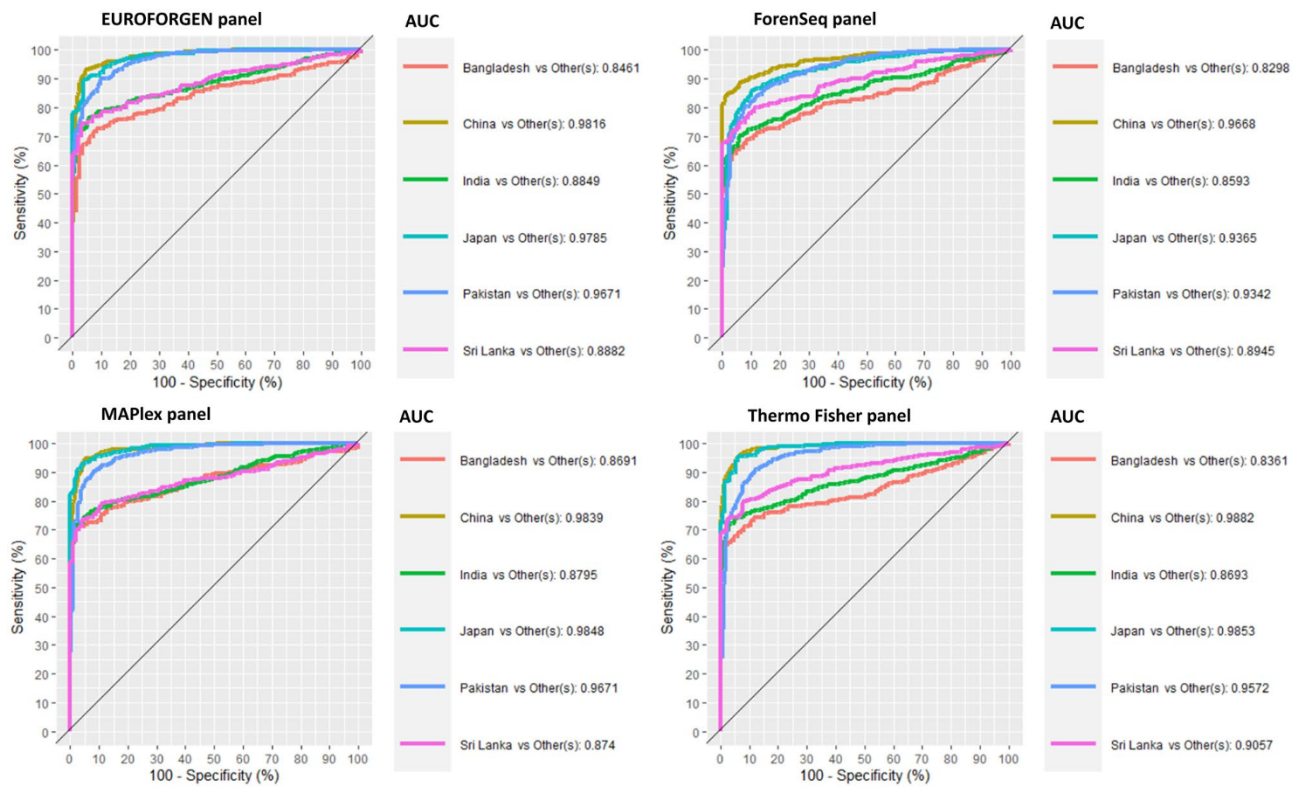 EUROFORGEN panel
AUC
Sensitivity (%)
100
90
80
70
60
50
40
30
20
10
0
0 10 20 30 40 50 60 70 80 90 100
100 - Specificity (%)
Bangladesh vs Other(s): 0.8461
China vs Other(s): 0.9816
India vs Other(s): 0.8849
Japan vs Other(s): 0.9785
Pakistan vs Other(s): 0.9671
Sri Lanka vs Other(s): 0.8882
ForenSeq panel
AUC
Sensitivity (%)
100
90
80
70
60
50
40
30
20
10
0
0 10 20 30 40 50 60 70 80 90 100
100 - Specificity (%)
Bangladesh vs Other(s): 0.8298
China vs Other(s): 0.9668
India vs Other(s): 0.8593
Japan vs Other(s): 0.9365
Pakistan vs Other(s): 0.9342
Sri Lanka vs Other(s): 0.8945
MAPlex panel
AUC
Sensitivity (%)
100
90
80
70
60
50
40
30
20
10
0
0 10 20 30 40 50 60 70 80 90 100
100 - Specificity (%)
Bangladesh vs Other(s): 0.8691
China vs Other(s): 0.9839
India vs Other(s): 0.8795
Japan vs Other(s): 0.9848
Pakistan vs Other(s): 0.9671
Sri Lanka vs Other(s): 0.874
Thermo Fisher panel
AUC
Sensitivity (%)
100
90
80
70
60
50
40
30
20
10
0
0 10 20 30 40 50 60 70 80 90 100
100 - Specificity (%)
Bangladesh vs Other(s): 0.8361
China vs Other(s): 0.9882
India vs Other(s): 0.8693
Japan vs Other(s): 0.9853
Pakistan vs Other(s): 0.9572
Sri Lanka vs Other(s): 0.9057